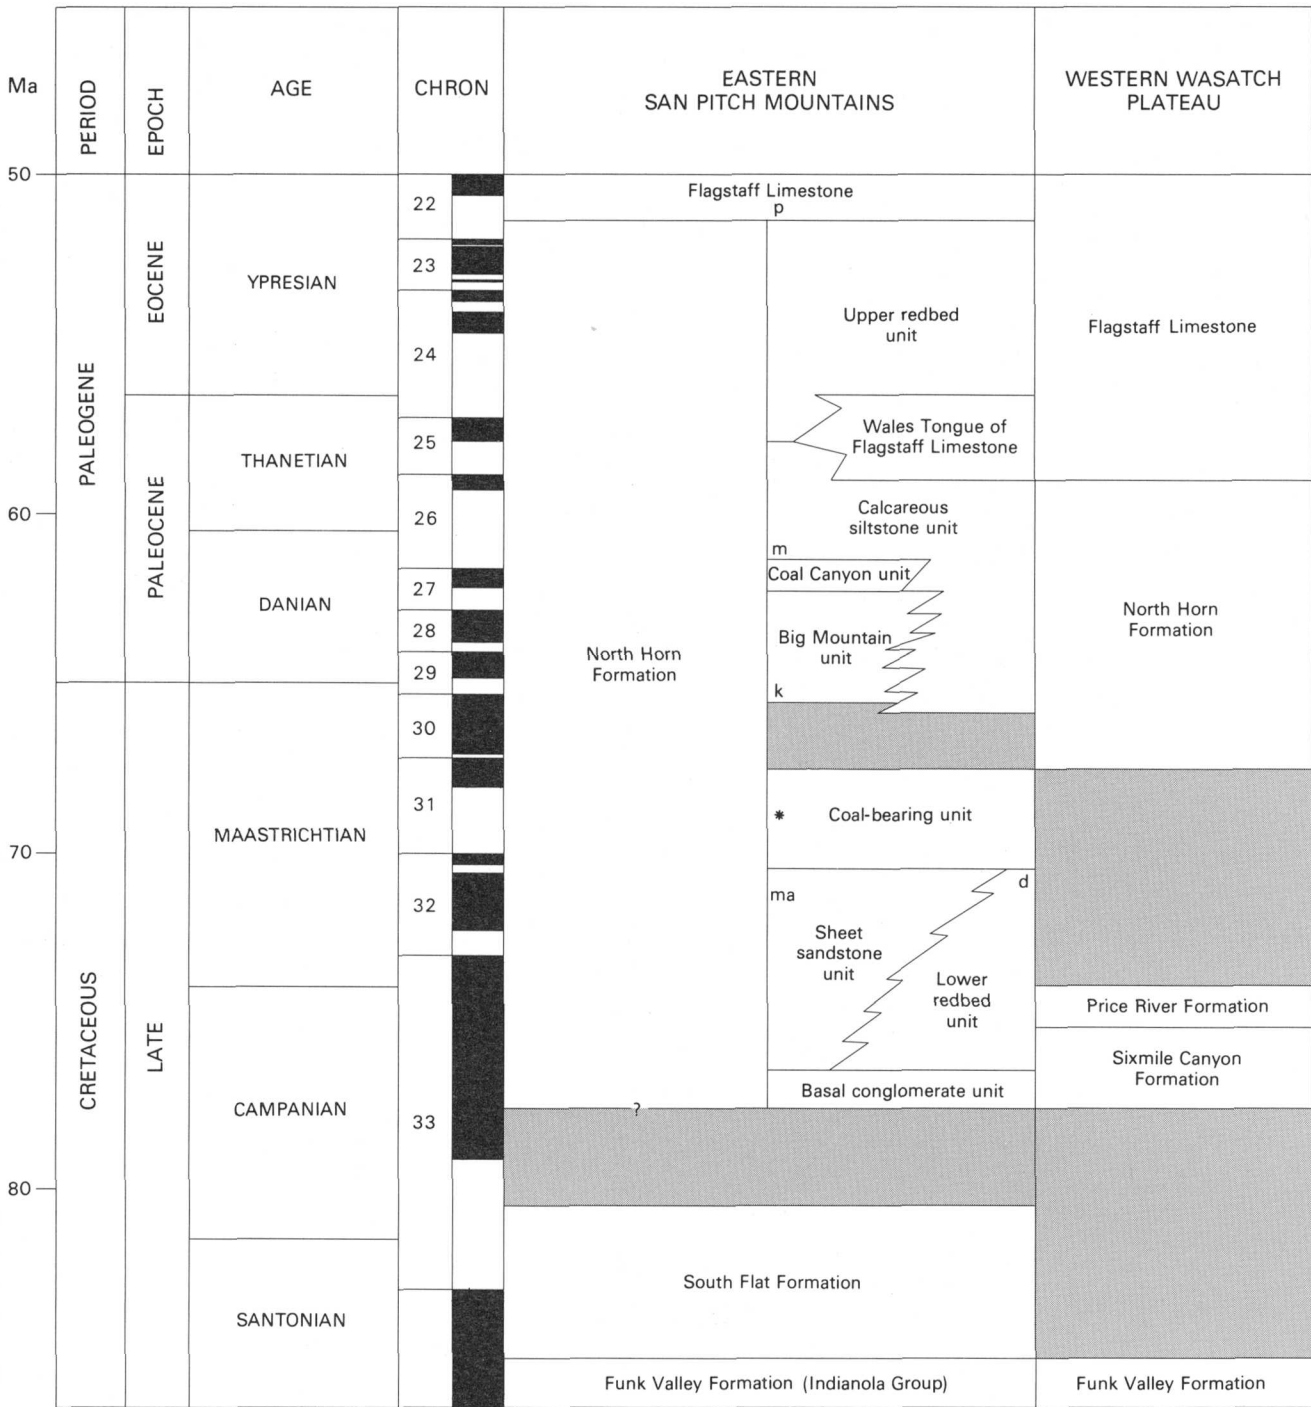 Ma
PERIOD
EPOCH
AGE
CHRON
EASTERN
SAN PITCH MOUNTAINS
WESTERN WASATCH
PLATEAU
50
60
70
80
PALEOGENE
CRETACEOUS
EOCENE
PALEOCENE
LATE
YPRESIAN
THANETIAN
DANIAN
MAASTRICHTIAN
CAMPANIAN
SANTONIAN
22
23
24
25
26
27
28
29
30
31
32
33
Flagstaff Limestone
p
North Horn
Formation
?
Upper redbed
unit
Wales Tongue of
Flagstaff Limestone
Calcareous
siltstone unit
m
Coal Canyon unit
Big Mountain
unit
k
* Coal-bearing unit
ma
d
Sheet
sandstone
unit
Lower
redbed
unit
Basal conglomerate unit
South Flat Formation
Funk Valley Formation (Indianola Group)
Flagstaff Limestone
North Horn
Formation
Price River Formation
Sixmile Canyon
Formation
Funk Valley Formation